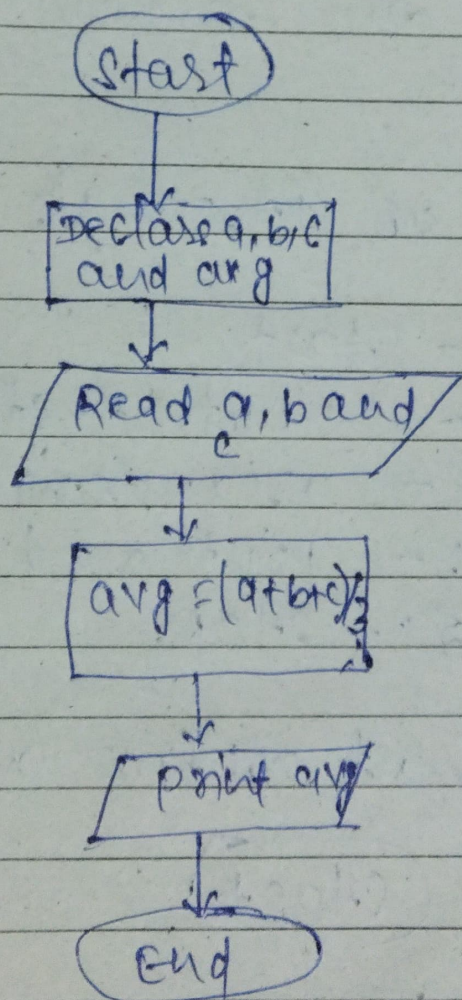 Start
Declare a, b, c
and avg
Read a, b and
c
avg = (a+b+c)/3
print avg
End